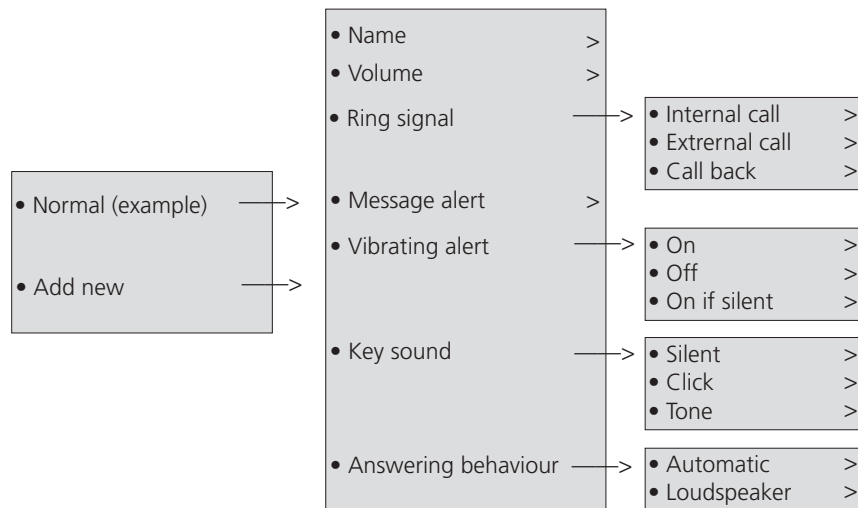 • Normal (example) >
• Add new >
• Name >
• Volume >
• Ring signal >
• Message alert >
• Vibrating alert >
• Key sound >
• Answering behaviour >
• Internal call >
• Extrernal call >
• Call back >
• On >
• Off >
• On if silent >
• Silent >
• Click >
• Tone >
• Automatic >
• Loudspeaker >